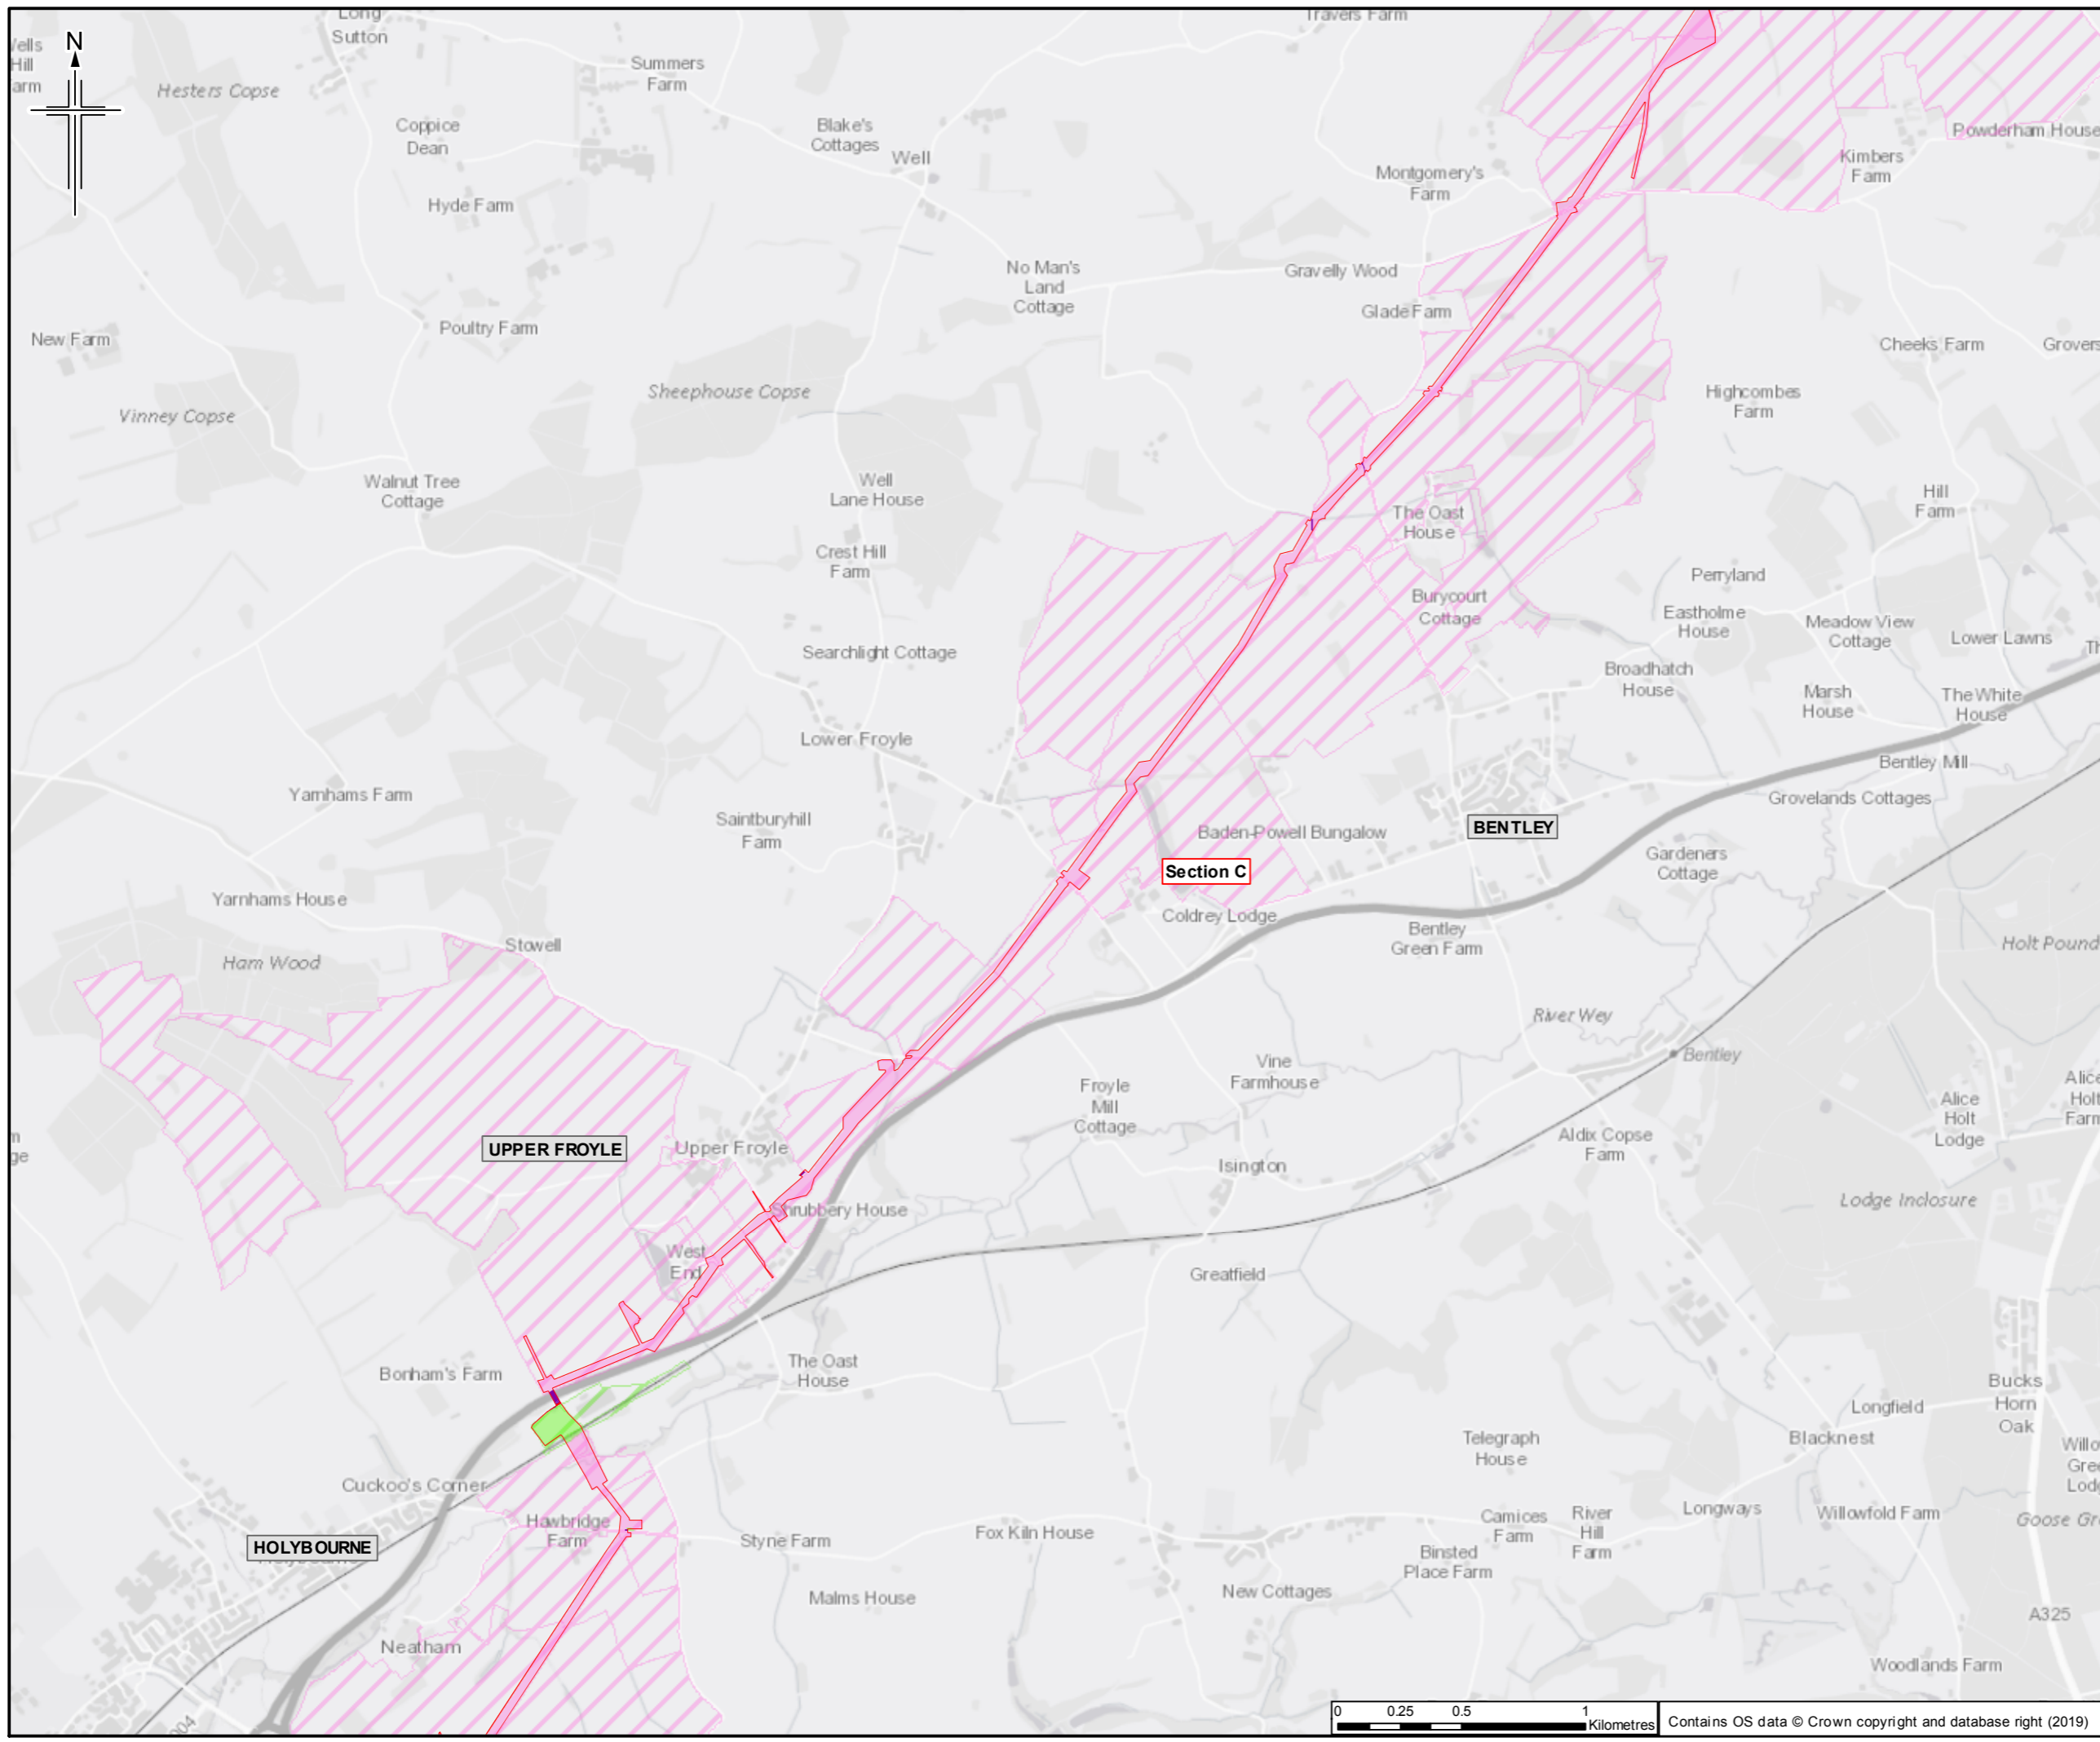 Long
Sutton
Travers Farm
N
Hill
Summers
Farm
Hesters Copse
Coppice
Dean
Blake's
Cottages
Well
Powderham House
Kimbers
Farm
Montgomery's
Farm
Hyde Farm
No Man's
Land
Cottage
Gravelly Wood
Glade Farm
New Farm
Poultry Farm
Cheeks Farm
Grovers
Sheephouse Copse
Highcombes
Farm
Vinney Copse
Walnut Tree
Cottage
Well
Lane House
Hill
Farm
The Oast
House
Crest Hill
Farm
Perryland
Burycourt
Cottage
Eastholme
House
Meadow View
Cottage
Lower Lawns
Searchlight Cottage
Broadhatch
House
Marsh
House
The White
House
Lower Froyle
Bentley Mill
Yarnhams Farm
Grovelands Cottages
Saintburyhill
Farm
Baden-Powell Bungalow
BENTLEY
Gardeners
Cottage
Section C
Yarnhams House
Coldrey Lodge
Bentley
Green Farm
Stowell
Holt Pound
Ham Wood
River Wey
Bentley
Vine
Farmhouse
Froyle
Mill
Cottage
Alice
Holt
Lodge
Alice
Holt
Farm
UPPER FROYLE
Upper Froyle
Aldix Copse
Farm
Isington
Shrubbery House
Lodge Inclosure
West
End
Greatfield
Bonham's Farm
The Oast
House
Bucks
Horn
Oak
Longfield
Telegraph
House
Blacknest
Cuckoo's Corner
Hawbridge
Farm
Styne Farm
Fox Kiln House
Camices
Farm
River
Hill
Farm
Longways
Willowfold Farm
HOLYBOURNE
Binsted
Place Farm
Malms House
New Cottages
A325
Neatham
Woodlands Farm
0 0.25 0.5 1
Kilometres
Contains OS data © Crown copyright and database right (2019)